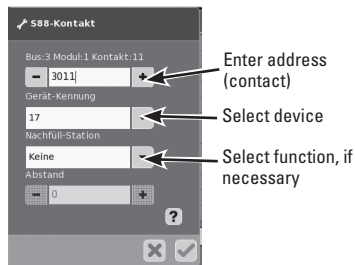 S88-Kontakt
Bus:3 Modul:1 Kontakt:11
− 3011 +
Gerät-Kennung
17
Nachfüll-Station
Keine
Abstand
− 0 +
?
Enter address
(contact)
Select device
Select function, if
necessary